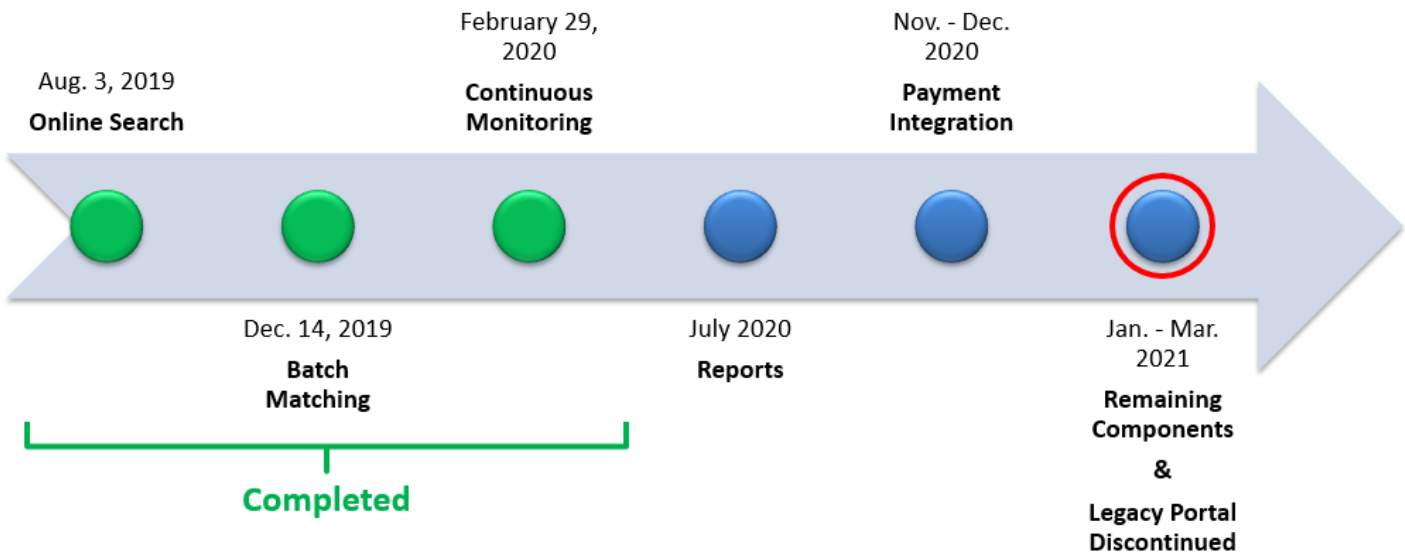 Aug. 3, 2019
Online Search
Dec. 14, 2019
Batch
Matching
February 29,
2020
Continuous
Monitoring
July 2020
Reports
Nov. - Dec.
2020
Payment
Integration
Jan. - Mar.
2021
Remaining
Components
&
Legacy Portal
Discontinued
Completed